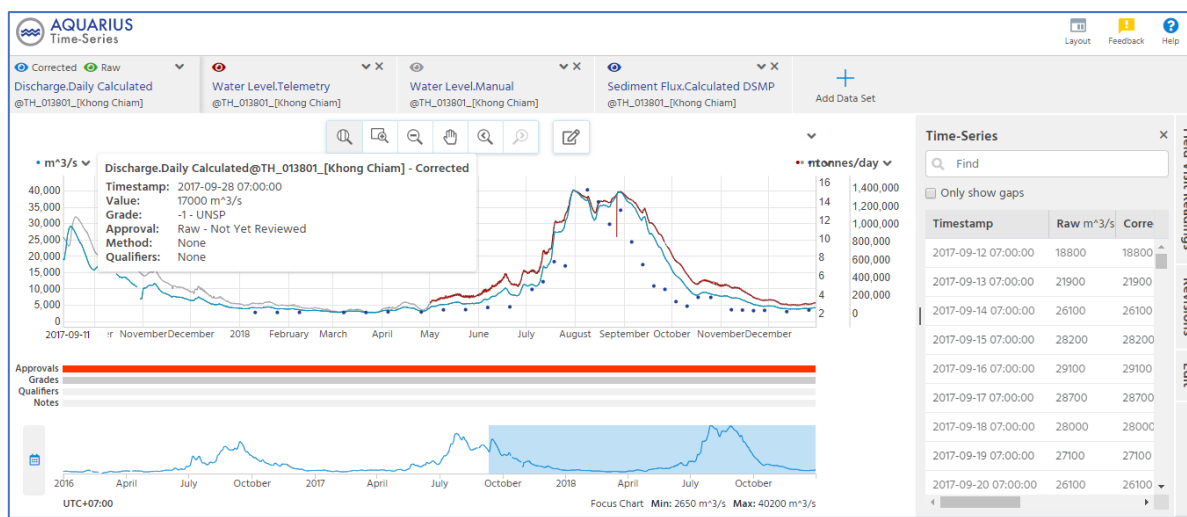 AQUARIUS
Time-Series
Layout
Feedback
Help
Corrected Raw
Discharge.Daily Calculated
@TH_013801_[Khong Chiam]
Water Level.Telemetry
@TH_013801_[Khong Chiam]
Water Level.Manual
@TH_013801_[Khong Chiam]
Sediment Flux.Calculated DSMP
@TH_013801_[Khong Chiam]
Add Data Set
m^3/s
Discharge.Daily Calculated@TH_013801_[Khong Chiam] - Corrected
Timestamp: 2017-09-28 07:00:00
Value: 17000 m^3/s
Grade: -1 - UNSP
Approval: Raw - Not Yet Reviewed
Method: None
Qualifiers: None
40,000
35,000
30,000
25,000
20,000
15,000
10,000
5,000
0
16
14
12
10
8
6
4
2
1,400,000
1,200,000
1,000,000
800,000
600,000
400,000
200,000
0
2017-09-11 November December 2018 February March April May June July August September October November December
Approvals
Grades
Qualifiers
Notes
2016 April July October 2017 April July October 2018 April July October
UTC+07:00
Focus Chart Min: 2650 m^3/s Max: 40200 m^3/s
Time-Series
Find
Only show gaps
Timestamp Raw m^3/s Corre
2017-09-12 07:00:00 18800 18800
2017-09-13 07:00:00 21900 21900
2017-09-14 07:00:00 26100 26100
2017-09-15 07:00:00 28200 28200
2017-09-16 07:00:00 29100 29100
2017-09-17 07:00:00 28700 28700
2017-09-18 07:00:00 28000 28000
2017-09-19 07:00:00 27100 27100
2017-09-20 07:00:00 26100 26100
Field Visit Readings
Revisions
Edit